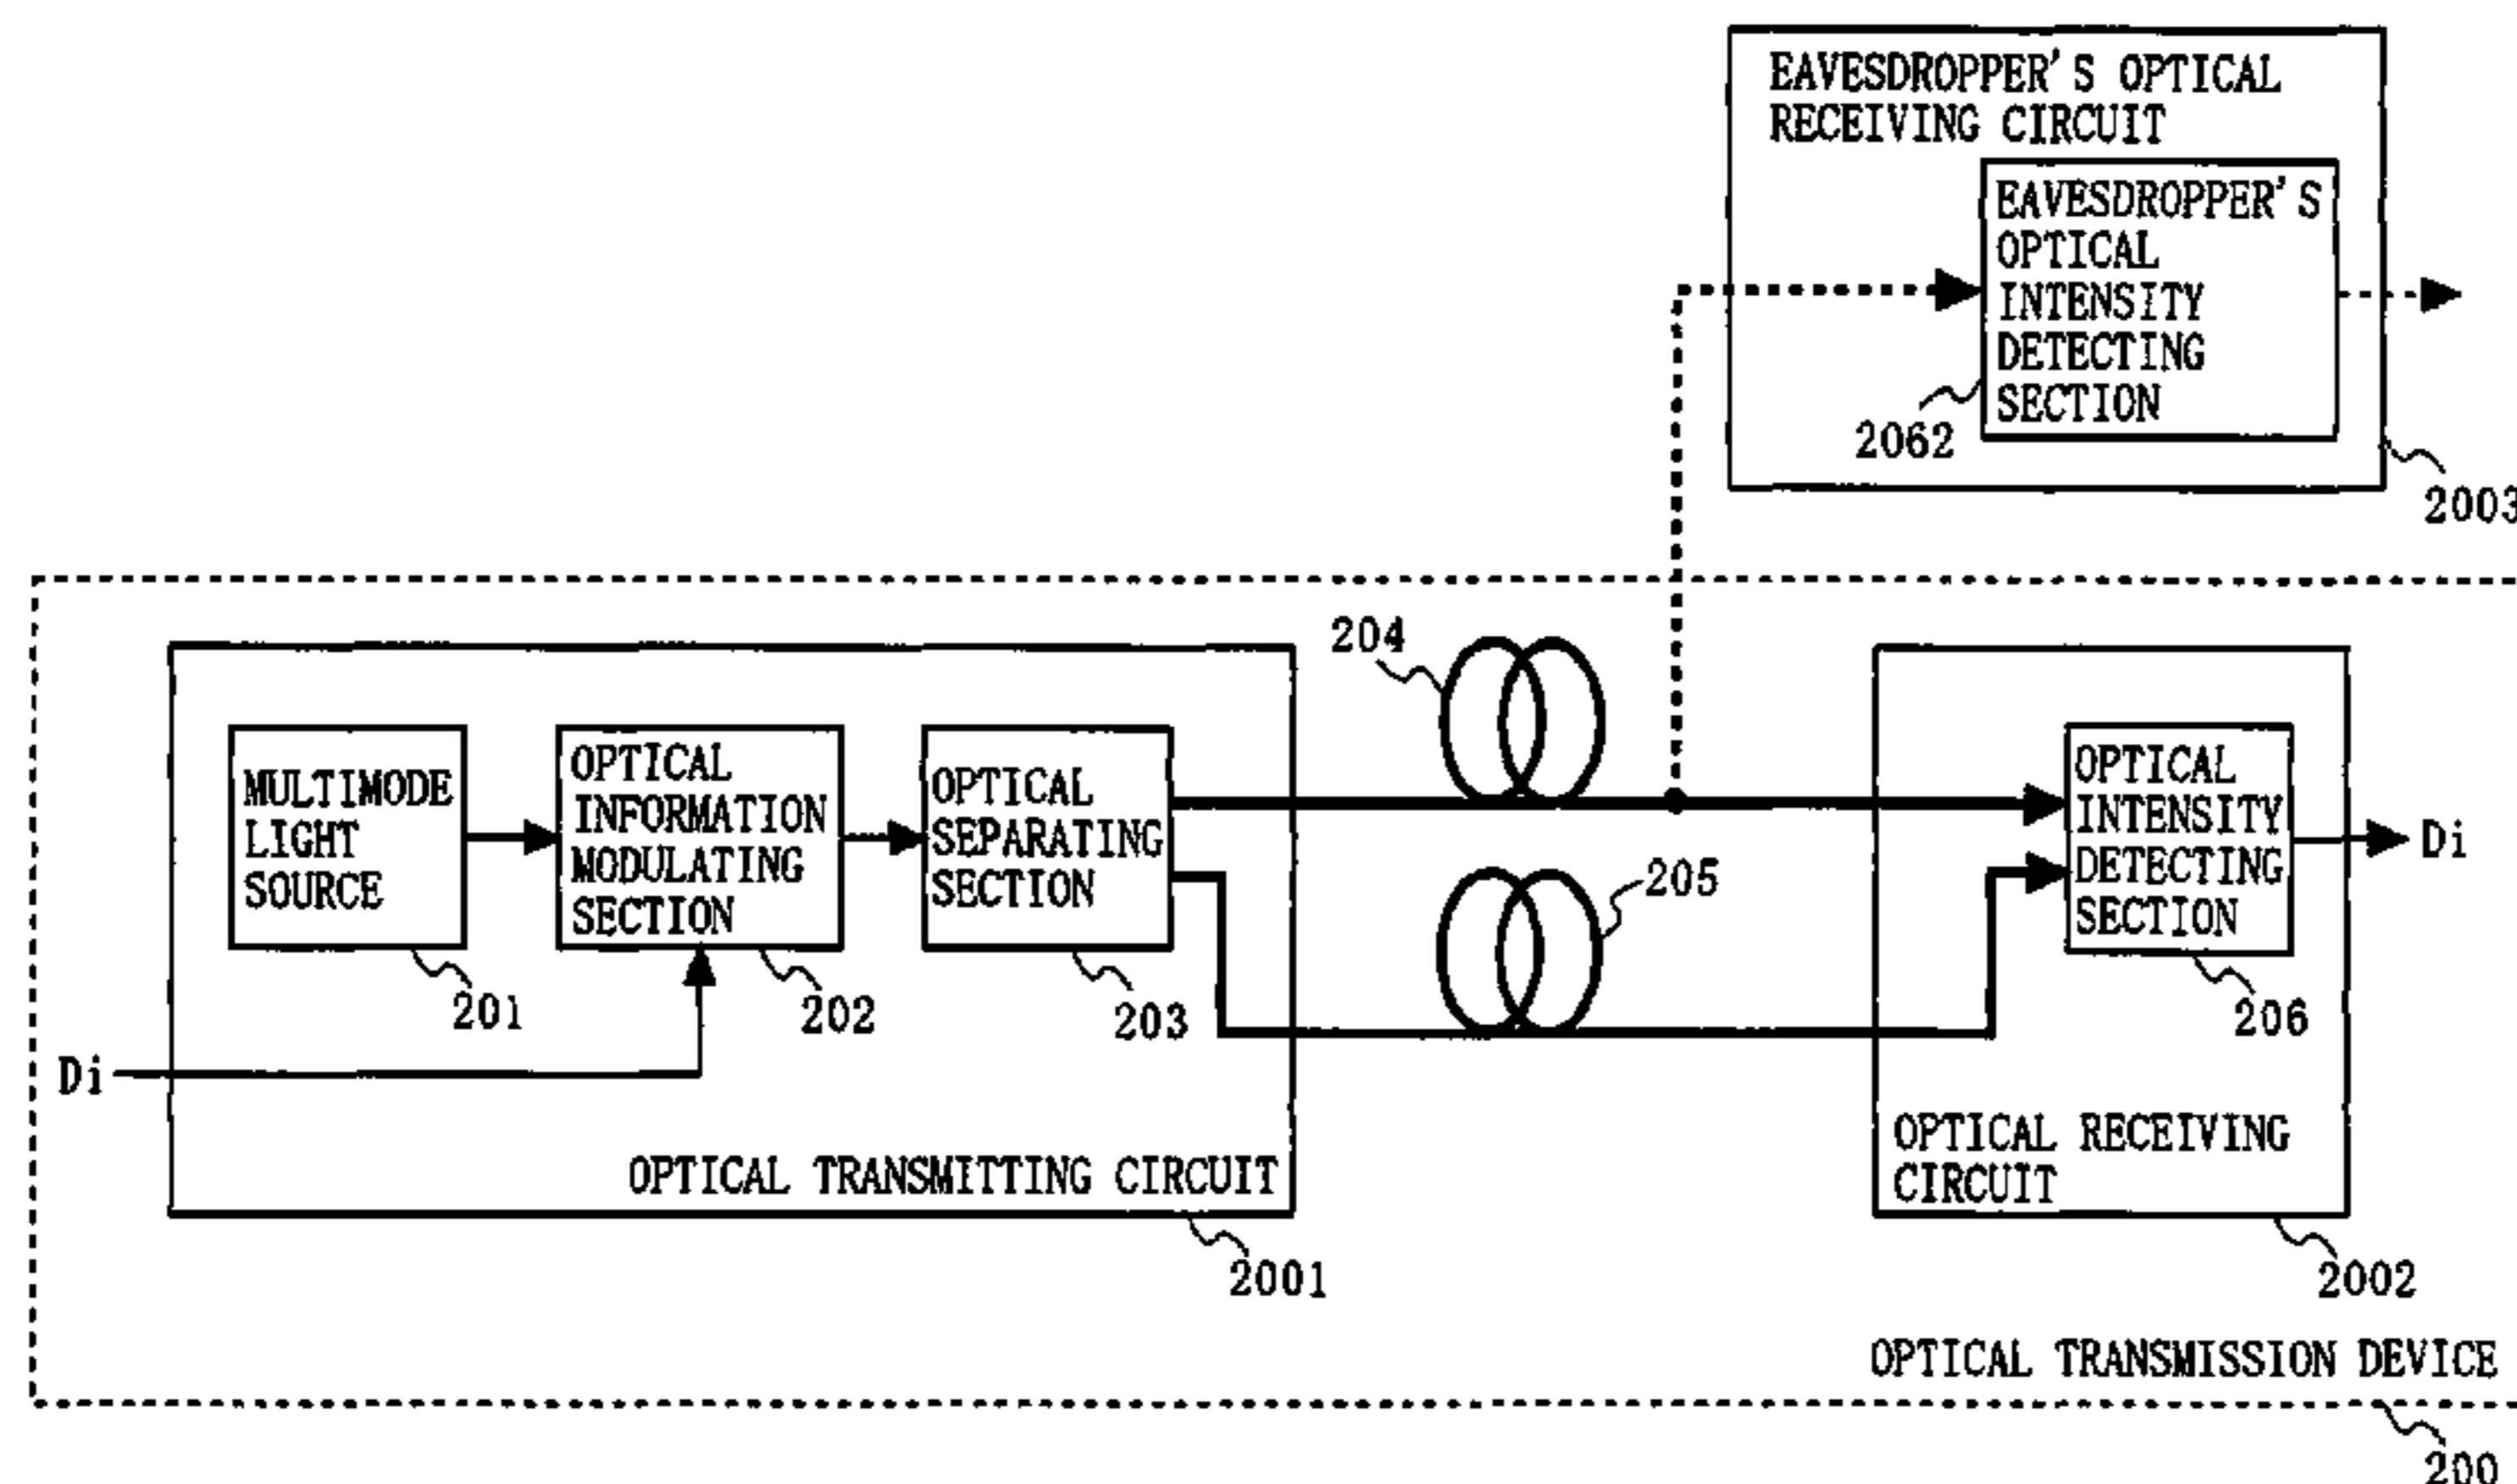 EAVESDROPPER'S OPTICAL
RECEIVING CIRCUIT
EAVESDROPPER'S
OPTICAL
INTENSITY
DETECTING
SECTION
2062
2003
204
MULTIMODE
LIGHT
SOURCE
201
OPTICAL
INFORMATION
MODULATING
SECTION
202
OPTICAL
SEPARATING
SECTION
203
205
OPTICAL
INTENSITY
DETECTING
SECTION
206
Di
Di
OPTICAL TRANSMITTING CIRCUIT
2001
OPTICAL RECEIVING
CIRCUIT
2002
OPTICAL TRANSMISSION DEVICE
200